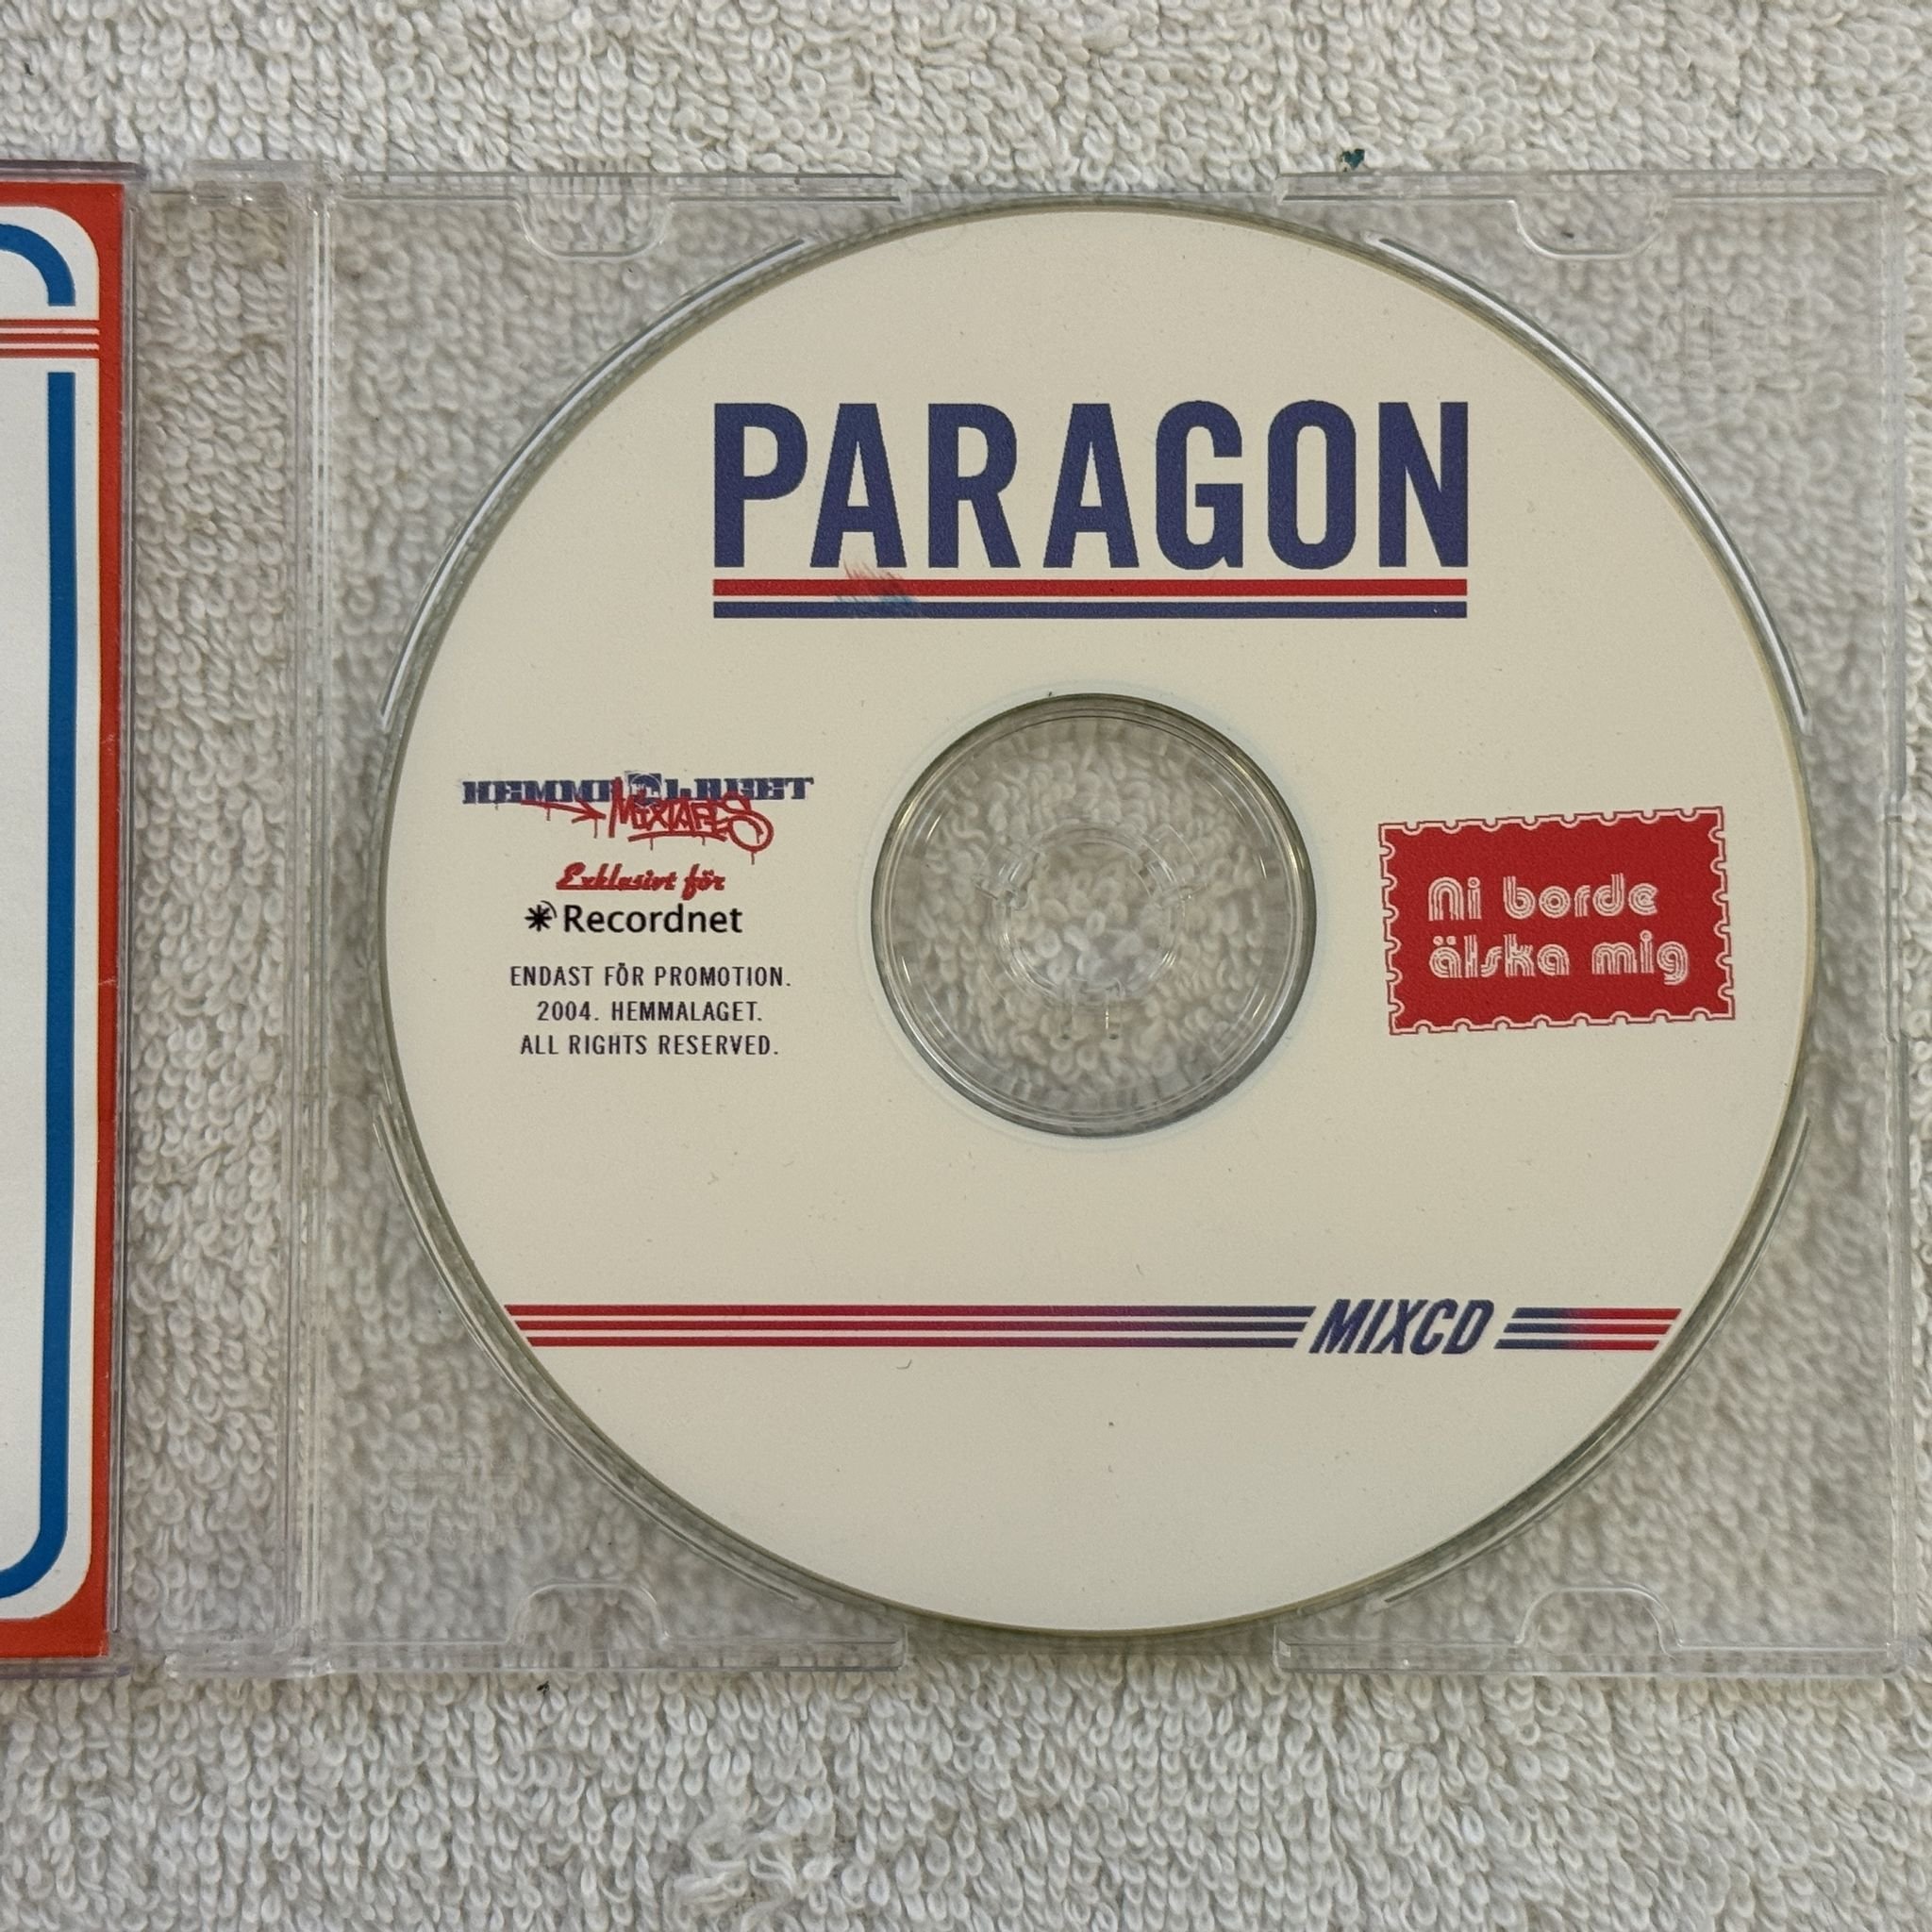 PARAGON
HEMMALAGET
MIXTAPES
Exklusivt för
Recordnet
ENDAST FÖR PROMOTION.
2004. HEMMALAGET.
ALL RIGHTS RESERVED.
Ni borde
älska mig
MIXCD